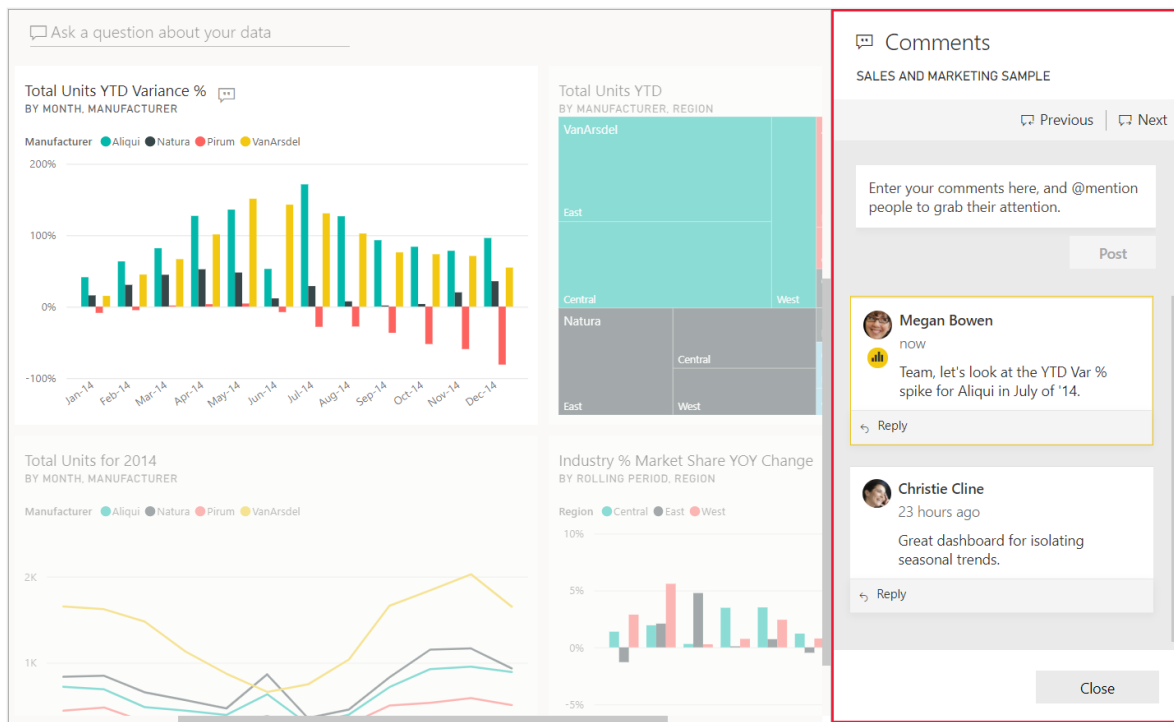 Ask a question about your data
Total Units YTD Variance %
BY MONTH, MANUFACTURER
Manufacturer Aliqui Natura Pirum VanArsdel
200%
100%
0%
-100%
Jan-14 Feb-14 Mar-14 Apr-14 May-14 Jun-14 Jul-14 Aug-14 Sep-14 Oct-14 Nov-14 Dec-14
Total Units YTD
BY MANUFACTURER, REGION
VanArsdel
East
Central
West
Natura
Central
East
West
Total Units for 2014
BY MONTH, MANUFACTURER
Manufacturer Aliqui Natura Pirum VanArsdel
2K
1K
Industry % Market Share YOY Change
BY ROLLING PERIOD, REGION
Region Central East West
10%
5%
0%
-5%
Comments
SALES AND MARKETING SAMPLE
Previous
Next
Enter your comments here, and @mention
people to grab their attention.
Post
Megan Bowen
now
Team, let's look at the YTD Var %
spike for Aliqui in July of '14.
Reply
Christie Cline
23 hours ago
Great dashboard for isolating
seasonal trends.
Reply
Close